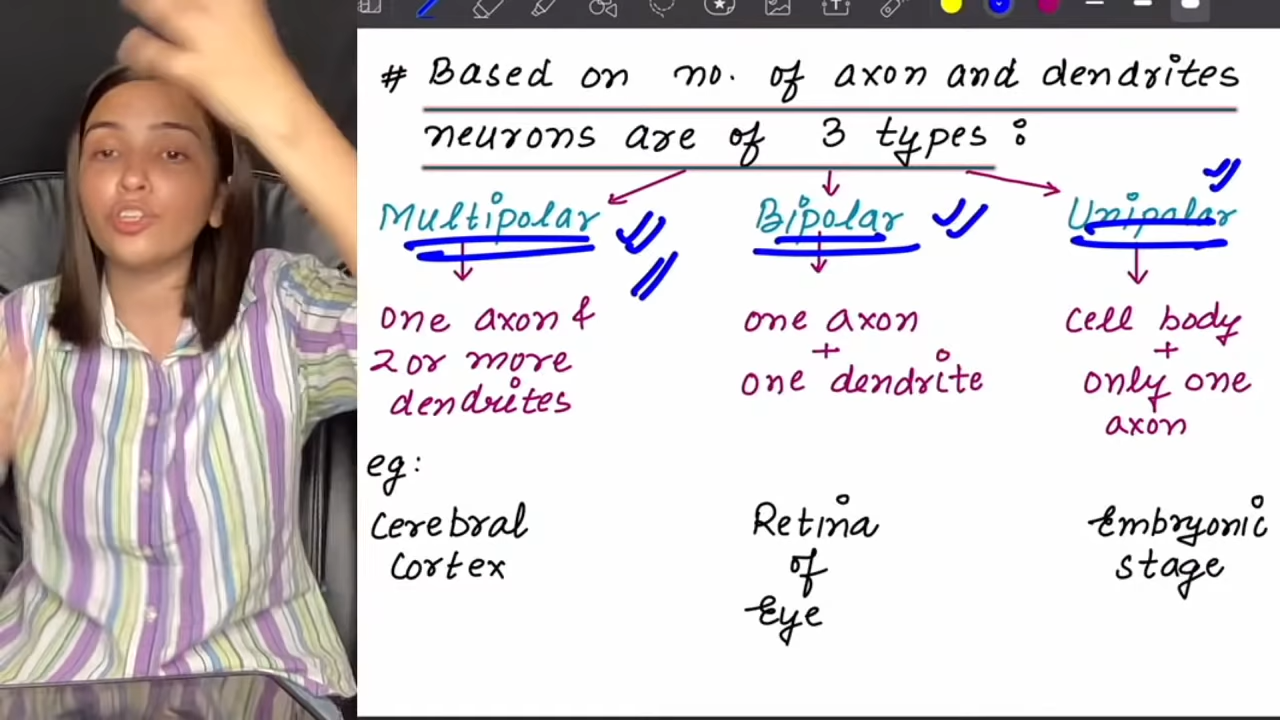 # Based on no. of axon and dendrites
neurons are of 3 types :
Multipolar
Bipolar
Unipolar
one axon &
2 or more
dendrites
one axon
+
one dendrite
cell body
+
only one
axon
eg:
Cerebral
Cortex
Retina
of
Eye
Embryonic
stage